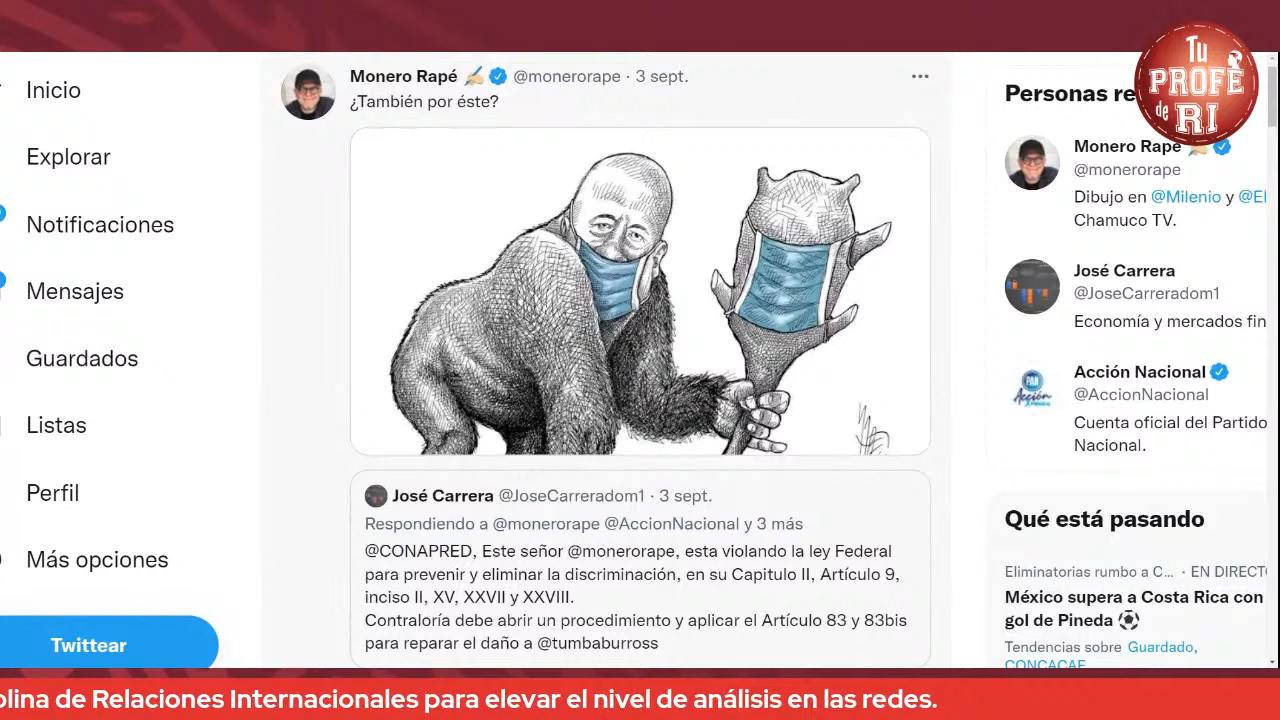 Tu
PROFE
de RI
Inicio
Explorar
Notificaciones
Mensajes
Guardados
Listas
Perfil
Más opciones
Twittear
Monero Rapé @monerorape · 3 sept.
¿También por éste?
José Carrera @JoseCarreradom1 · 3 sept.
Respondiendo a @monerorape @AccionNacional y 3 más
@CONAPRED, Este señor @monerorape, esta violando la ley Federal
para prevenir y eliminar la discriminación, en su Capitulo II, Artículo 9,
inciso II, XV, XXVII y XXVIII.
Contraloría debe abrir un procedimiento y aplicar el Artículo 83 y 83bis
para reparar el daño a @tumbaburross
Personas re
Monero Rapé
@monerorape
Dibujo en @Milenio y @El
Chamuco TV.
José Carrera
@JoseCarreradom1
Economía y mercados fin
PAN
Acción
Acción Nacional
@AccionNacional
Cuenta oficial del Partido
Nacional.
Qué está pasando
Eliminatorias rumbo a C... · EN DIRECT
México supera a Costa Rica con
gol de Pineda
Tendencias sobre Guardado,
CONCACAF
olina de Relaciones Internacionales para elevar el nivel de análisis en las redes.